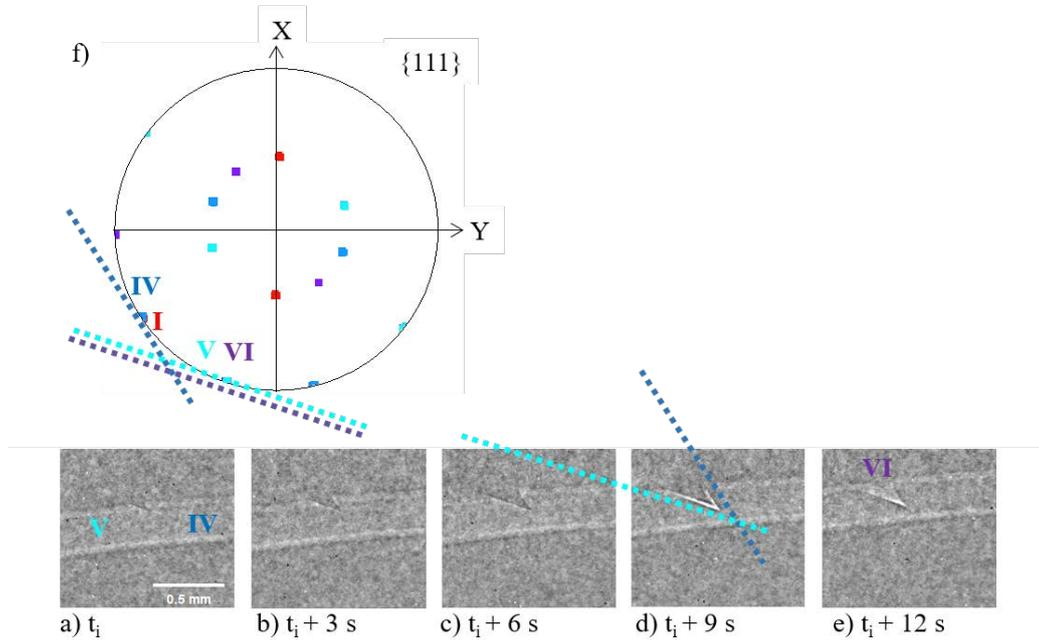 X
f)
{111}
Y
IV
I
V VI
V
IV
VI
0.5 mm
a) tᵢ
b) tᵢ + 3 s
c) tᵢ + 6 s
d) tᵢ + 9 s
e) tᵢ + 12 s